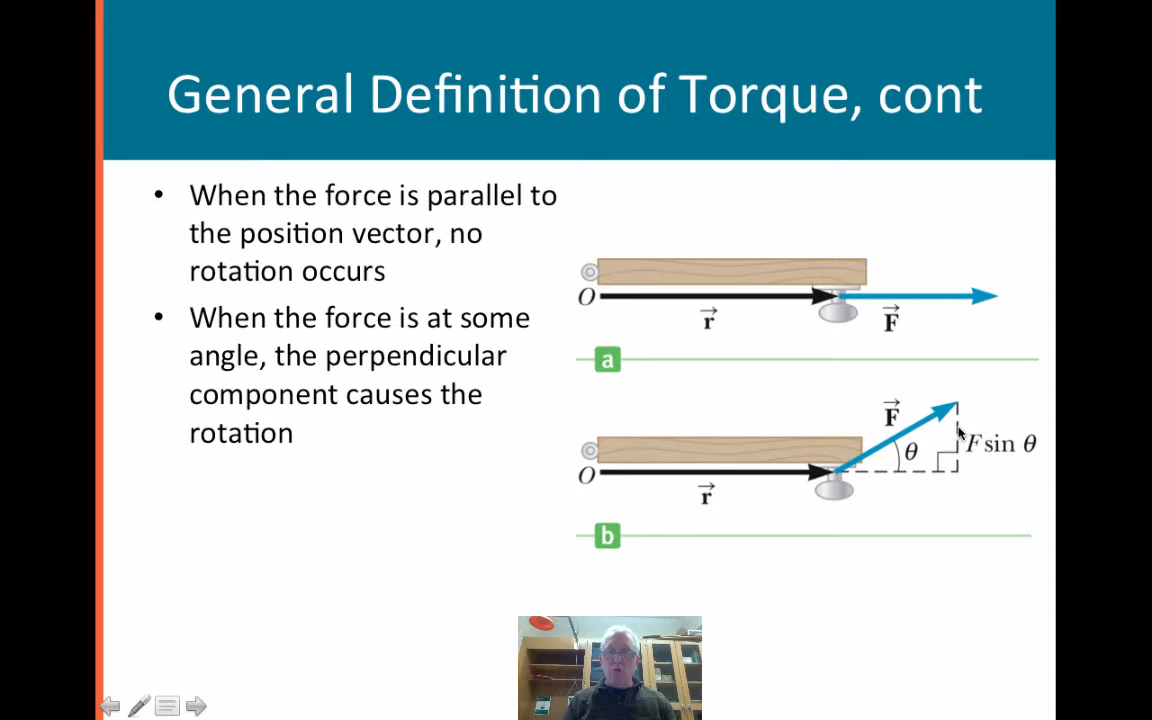 General Definition of Torque, cont
• When the force is parallel to
the position vector, no
rotation occurs
• When the force is at some
angle, the perpendicular
component causes the
rotation
O
r⃗
F⃗
a
F⃗
θ
F sin θ
O
r⃗
b